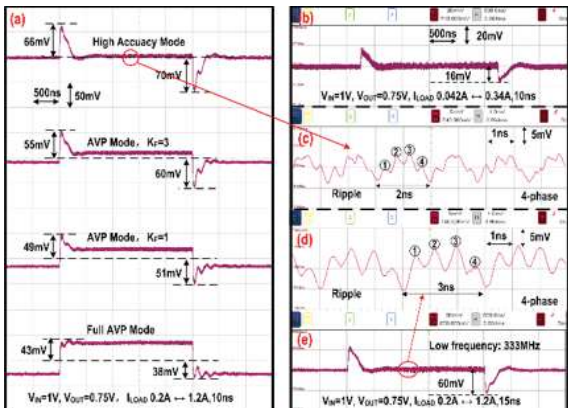 (a)
66mV
High Accuacy Mode
70mV
500ns
50mV
55mV
AVP Mode, Kr=3
60mV
49mV
AVP Mode, Kr=1
51mV
Full AVP Mode
43mV
38mV
VIN=1V, VOUT=0.75V, ILOAD 0.2A ↔ 1.2A,10ns
(b)
500ns
20mV
16mV
VIN=1V, VOUT=0.75V, ILOAD 0.042A ↔ 0.34A,10ns
(c)
1ns
5mV
① ② ③ ④
Ripple
2ns
4-phase
(d)
1ns
5mV
① ② ③ ④
Ripple
3ns
4-phase
(e)
Low frequency: 333MHz
60mV
VIN=1V, VOUT=0.75V, ILOAD 0.2A ↔ 1.2A,15ns